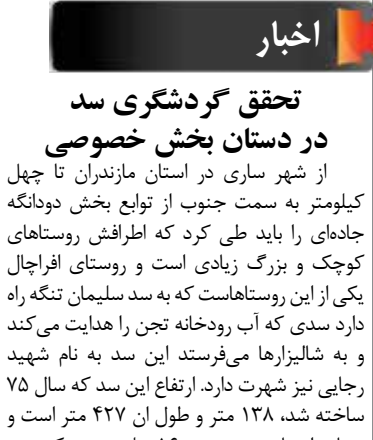 اخبار
تحقق گردشگری سد
در دستان بخش خصوصی
از شهر ساری در استان مازندران تا چهل
کیلومتر به سمت جنوب از توابع بخش دودانگه
جاده‌ای را باید طی کرد که اطرافش روستاهای
کوچک و بزرگ زیادی است و روستای افراچال
یکی از این روستاهاست که به سد سلیمان تنگه راه
دارد سدی که آب رودخانه تجن را هدایت می‌کند
و به شالیزارها می‌فرستد این سد به نام شهید
رجایی نیز شهرت دارد. ارتفاع این سد که سال ۷۵
ساخته شد، ۱۳۸ متر و طول ان ۴۲۷ متر است و